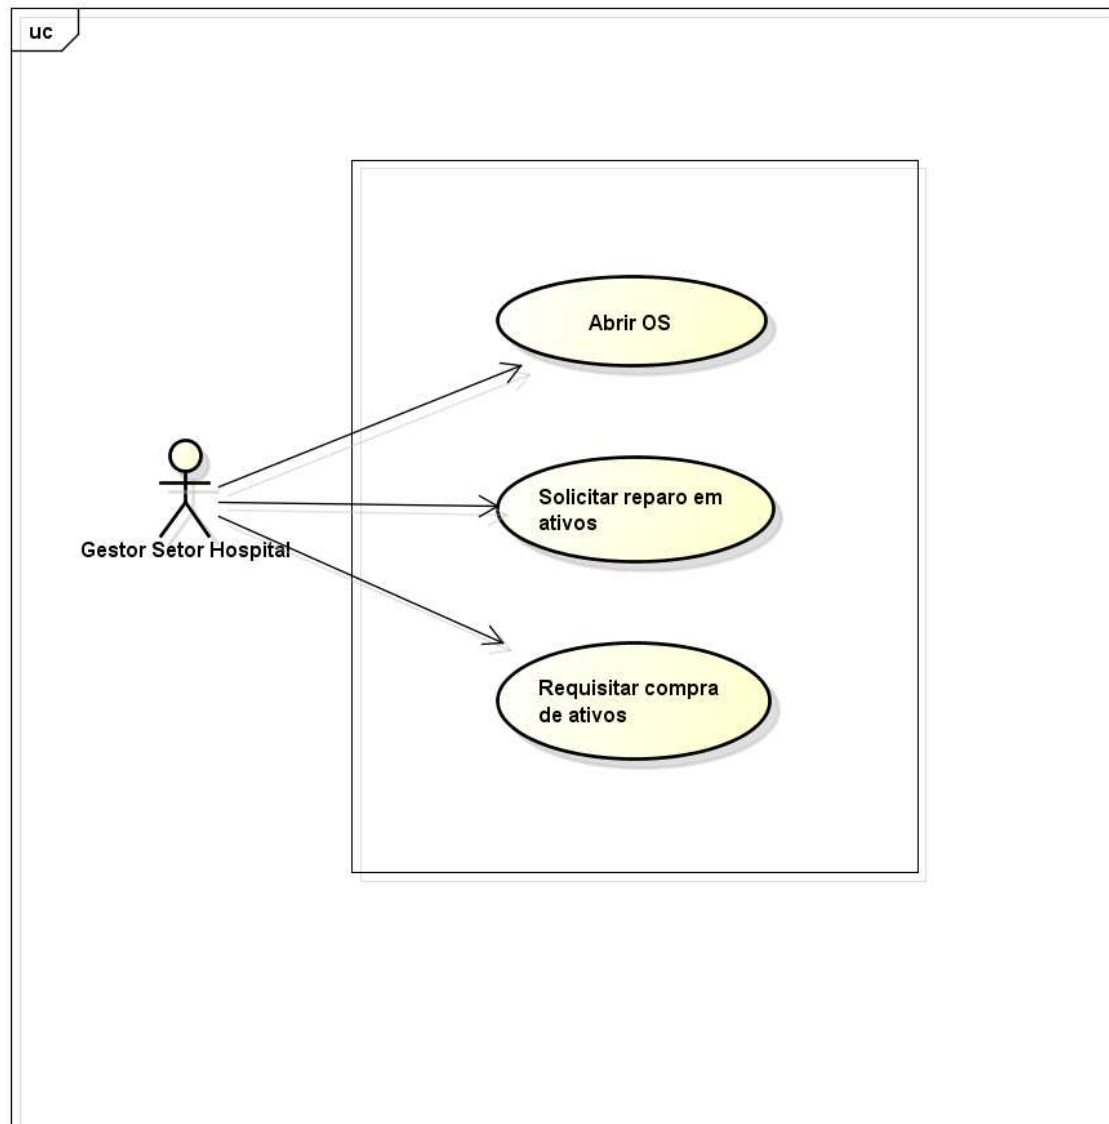 uc
Abrir OS
Solicitar reparo em
ativos
Gestor Setor Hospital
Requisitar compra
de ativos